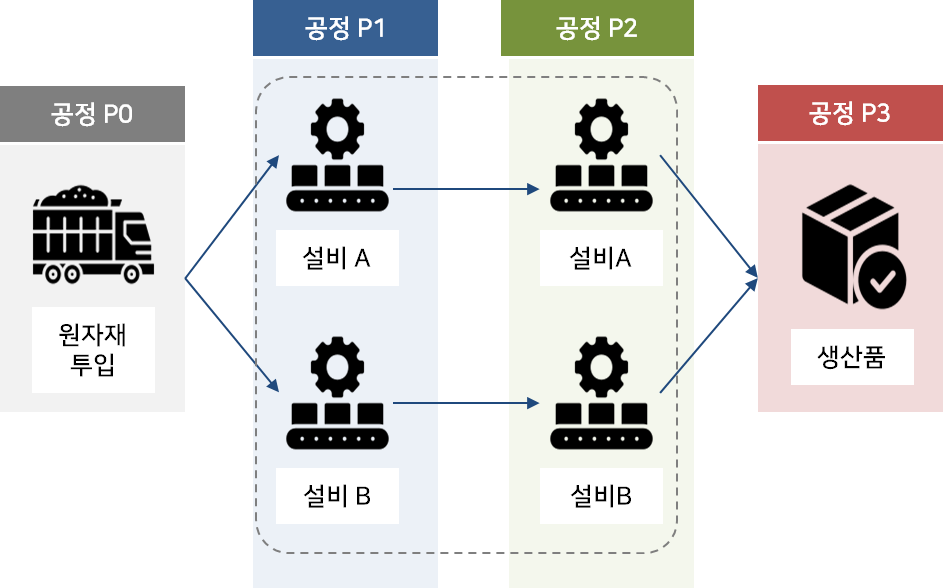 공정 P0
원자재
투입
공정 P1
설비 A
설비 B
공정 P2
설비A
설비B
공정 P3
생산품